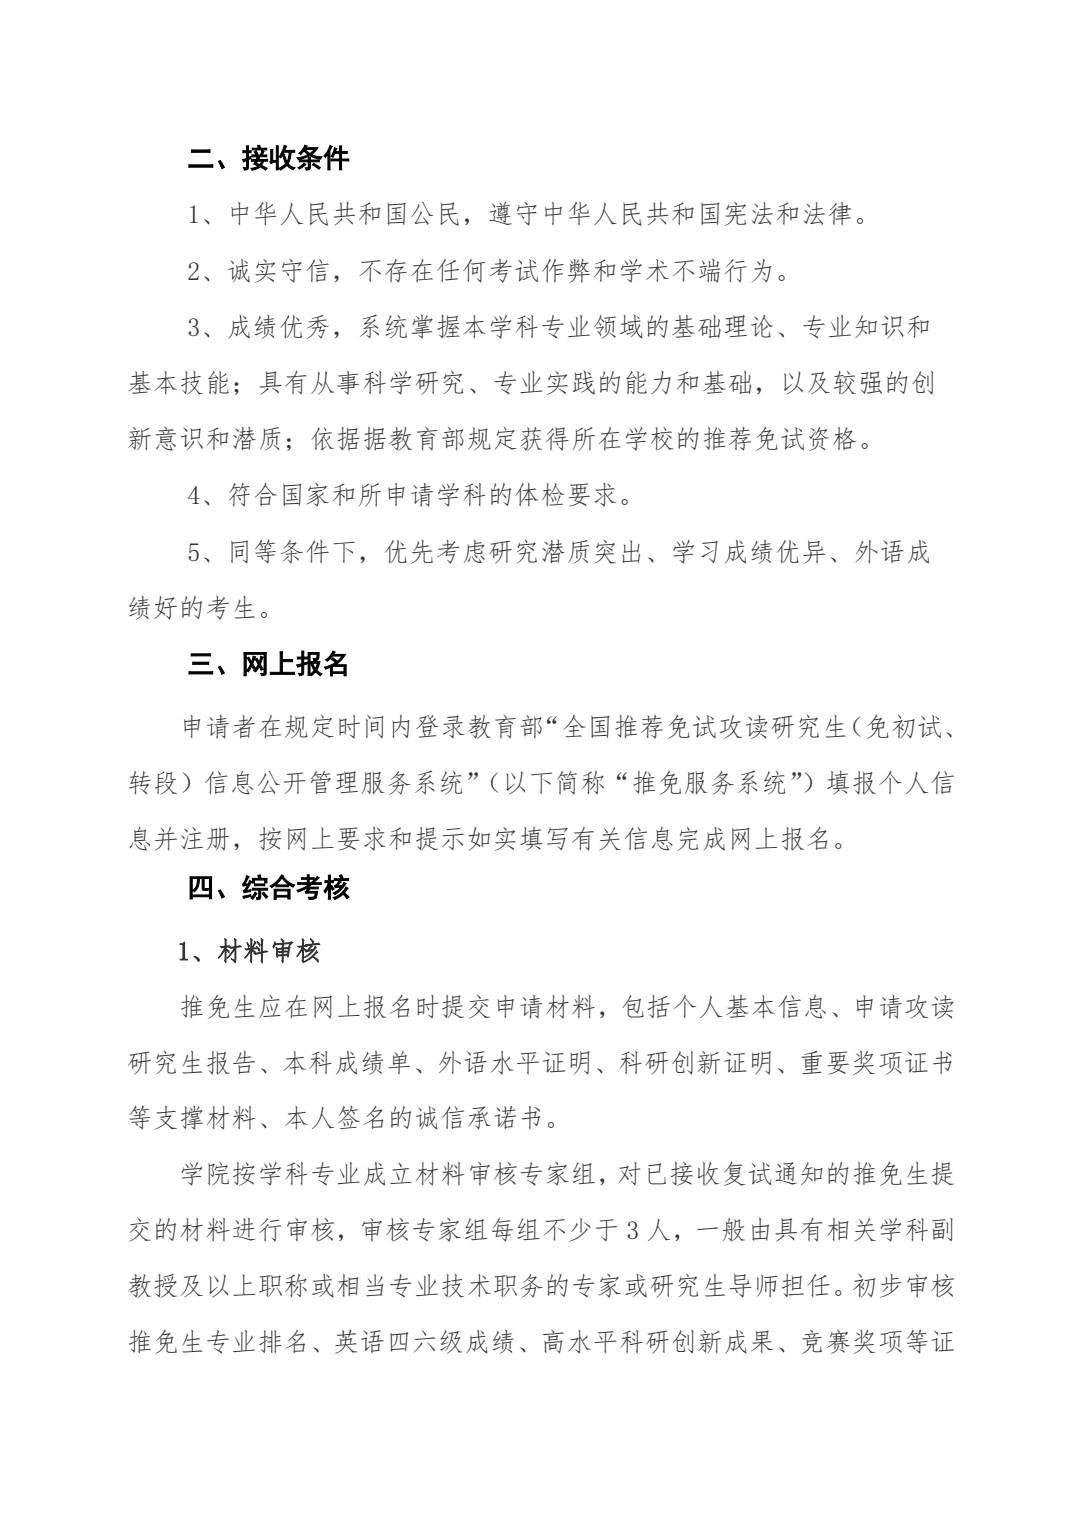 二、接收条件
1、中华人民共和国公民，遵守中华人民共和国宪法和法律。
2、诚实守信，不存在任何考试作弊和学术不端行为。
3、成绩优秀，系统掌握本学科专业领域的基础理论、专业知识和
基本技能；具有从事科学研究、专业实践的能力和基础，以及较强的创
新意识和潜质；依据据教育部规定获得所在学校的推荐免试资格。
4、符合国家和所申请学科的体检要求。
5、同等条件下，优先考虑研究潜质突出、学习成绩优异、外语成
绩好的考生。
三、网上报名
申请者在规定时间内登录教育部“全国推荐免试攻读研究生（免初试、
转段）信息公开管理服务系统”（以下简称“推免服务系统”）填报个人信
息并注册，按网上要求和提示如实填写有关信息完成网上报名。
四、综合考核
1、材料审核
推免生应在网上报名时提交申请材料，包括个人基本信息、申请攻读
研究生报告、本科成绩单、外语水平证明、科研创新证明、重要奖项证书
等支撑材料、本人签名的诚信承诺书。
学院按学科专业成立材料审核专家组，对已接收复试通知的推免生提
交的材料进行审核，审核专家组每组不少于 3 人，一般由具有相关学科副
教授及以上职称或相当专业技术职务的专家或研究生导师担任。初步审核
推免生专业排名、英语四六级成绩、高水平科研创新成果、竞赛奖项等证